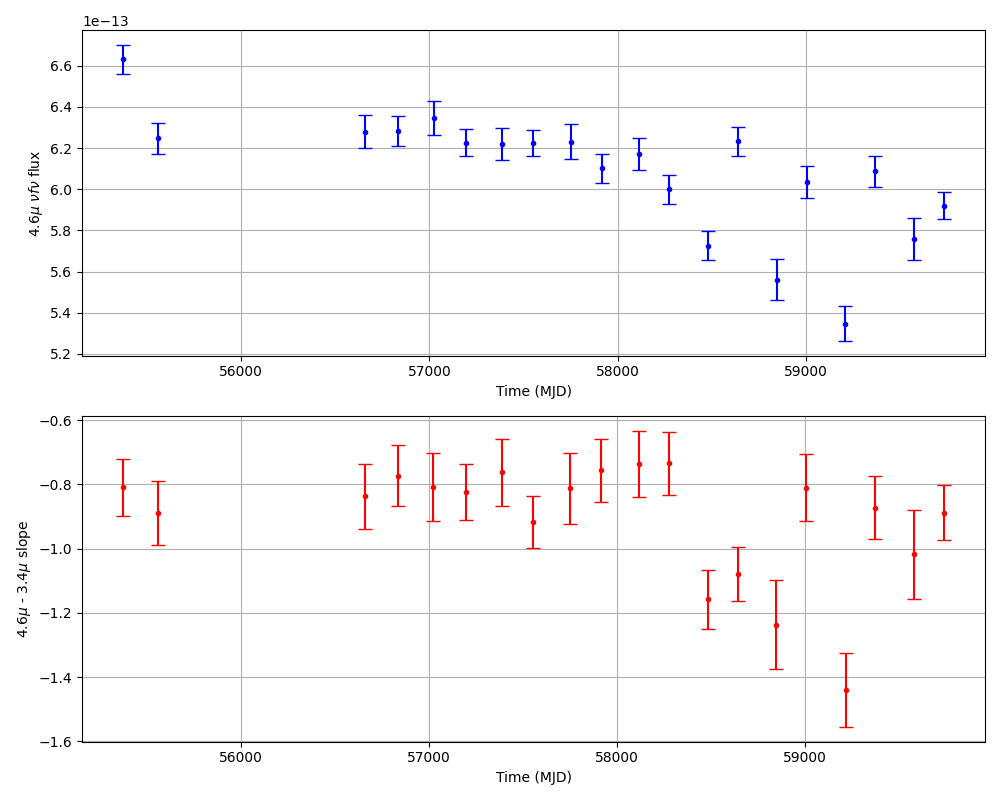 1e−13
6.6
6.4
6.2
6.0
5.8
5.6
5.4
5.2
4.6μ νfν flux
56000 57000 58000 59000
Time (MJD)
−0.6
−0.8
−1.0
−1.2
−1.4
−1.6
4.6μ - 3.4μ slope
56000 57000 58000 59000
Time (MJD)